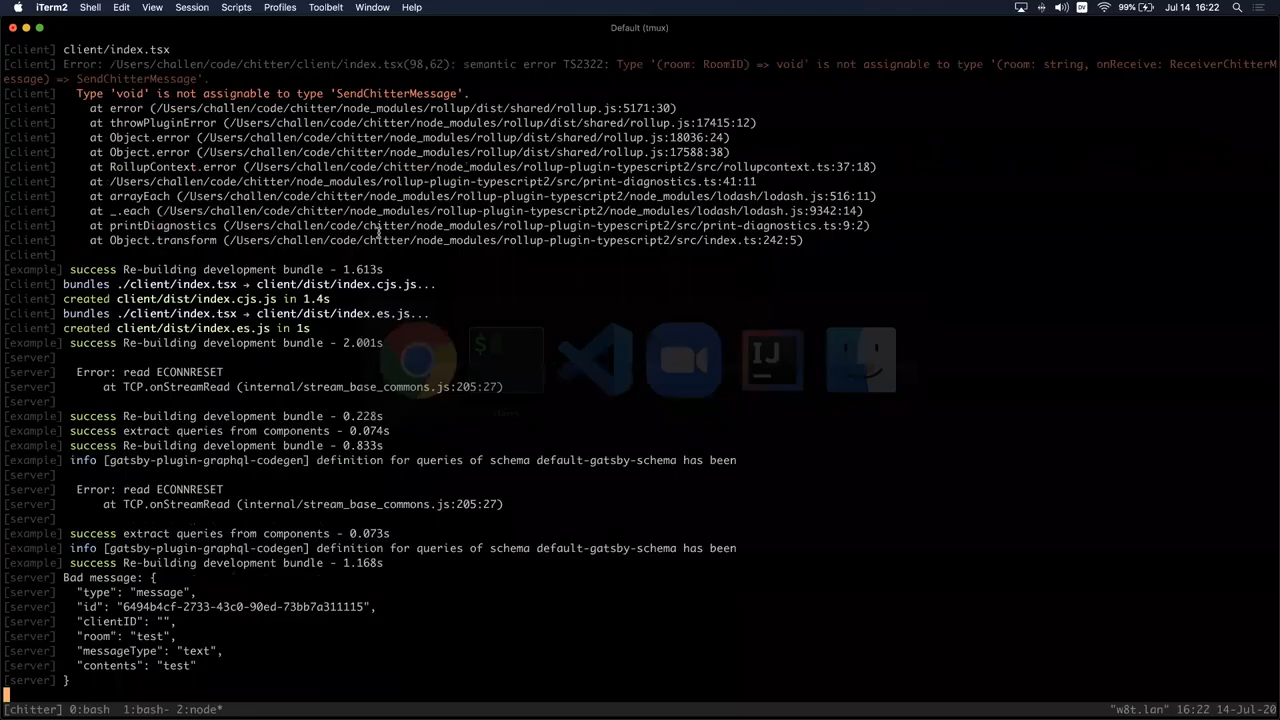 iTerm2 Shell Edit View Session Scripts Profiles Toolbelt Window Help DV 99% Jul 14 16:22
Default (tmux)
[client] client/index.tsx
[client] Error: /Users/challen/code/chitter/client/index.tsx(98,62): semantic error TS2322: Type '(room: RoomID) => void' is not assignable to type '(room: string, onReceive: ReceiverChitterM
essage) => SendChitterMessage'.
[client]   Type 'void' is not assignable to type 'SendChitterMessage'.
[client]     at error (/Users/challen/code/chitter/node_modules/rollup/dist/shared/rollup.js:5171:30)
[client]     at throwPluginError (/Users/challen/code/chitter/node_modules/rollup/dist/shared/rollup.js:17415:12)
[client]     at Object.error (/Users/challen/code/chitter/node_modules/rollup/dist/shared/rollup.js:18036:24)
[client]     at Object.error (/Users/challen/code/chitter/node_modules/rollup/dist/shared/rollup.js:17588:38)
[client]     at RollupContext.error (/Users/challen/code/chitter/node_modules/rollup-plugin-typescript2/src/rollupcontext.ts:37:18)
[client]     at /Users/challen/code/chitter/node_modules/rollup-plugin-typescript2/src/print-diagnostics.ts:41:11
[client]     at arrayEach (/Users/challen/code/chitter/node_modules/rollup-plugin-typescript2/node_modules/lodash/lodash.js:516:11)
[client]     at _.each (/Users/challen/code/chitter/node_modules/rollup-plugin-typescript2/node_modules/lodash/lodash.js:9342:14)
[client]     at printDiagnostics (/Users/challen/code/chitter/node_modules/rollup-plugin-typescript2/src/print-diagnostics.ts:9:2)
[client]     at Object.transform (/Users/challen/code/chitter/node_modules/rollup-plugin-typescript2/src/index.ts:242:5)
[client]
[example] success Re-building development bundle - 1.613s
[client] bundles ./client/index.tsx → client/dist/index.cjs.js...
[client] created client/dist/index.cjs.js in 1.4s
[client] bundles ./client/index.tsx → client/dist/index.es.js...
[client] created client/dist/index.es.js in 1s
[example] success Re-building development bundle - 2.001s
[server]
  Error: read ECONNRESET
      at TCP.onStreamRead (internal/stream_base_commons.js:205:27)
[server]
[example] success Re-building development bundle - 0.228s
[example] success extract queries from components - 0.074s
[example] success Re-building development bundle - 0.833s
[example] info [gatsby-plugin-graphql-codegen] definition for queries of schema default-gatsby-schema has been
[server]
[server]   Error: read ECONNRESET
[server]       at TCP.onStreamRead (internal/stream_base_commons.js:205:27)
[server]
[example] success extract queries from components - 0.073s
[example] info [gatsby-plugin-graphql-codegen] definition for queries of schema default-gatsby-schema has been
[example] success Re-building development bundle - 1.168s
[server] Bad message: {
[server]   "type": "message",
[server]   "id": "6494b4cf-2733-43c0-90ed-73bb7a311115",
[server]   "clientID": "",
[server]   "room": "test",
[server]   "messageType": "text",
[server]   "contents": "test"
[server] }
[chitter] 0:bash  1:bash- 2:node* "w8t.lan" 16:22 14-Jul-20